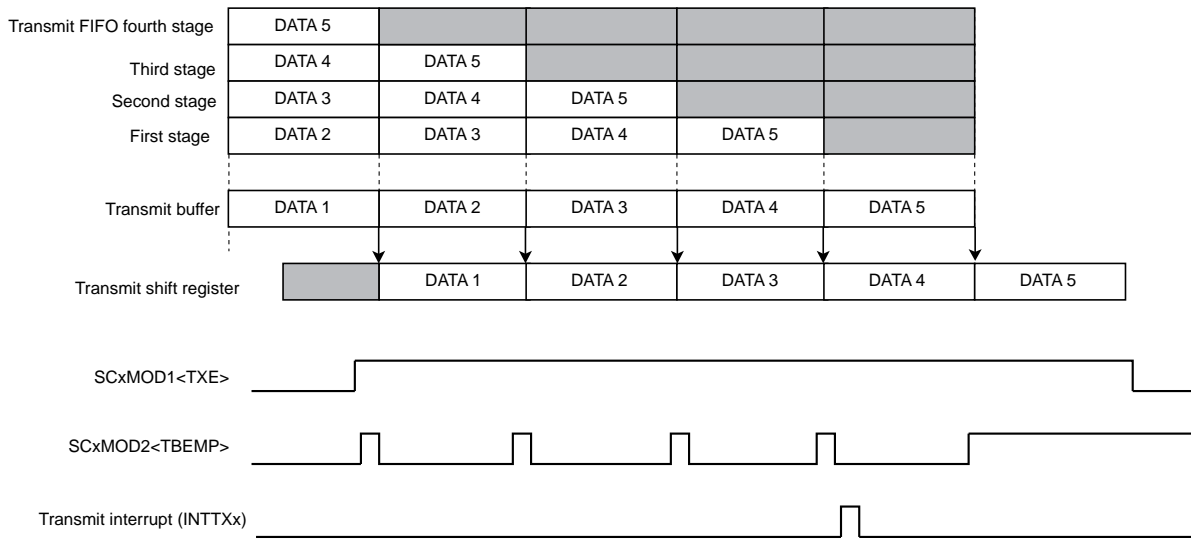 Transmit FIFO fourth stage DATA 5
Third stage DATA 4 DATA 5
Second stage DATA 3 DATA 4 DATA 5
First stage DATA 2 DATA 3 DATA 4 DATA 5
Transmit buffer DATA 1 DATA 2 DATA 3 DATA 4 DATA 5
Transmit shift register DATA 1 DATA 2 DATA 3 DATA 4 DATA 5
SCxMOD1<TXE>
SCxMOD2<TBEMP>
Transmit interrupt (INTTXx)